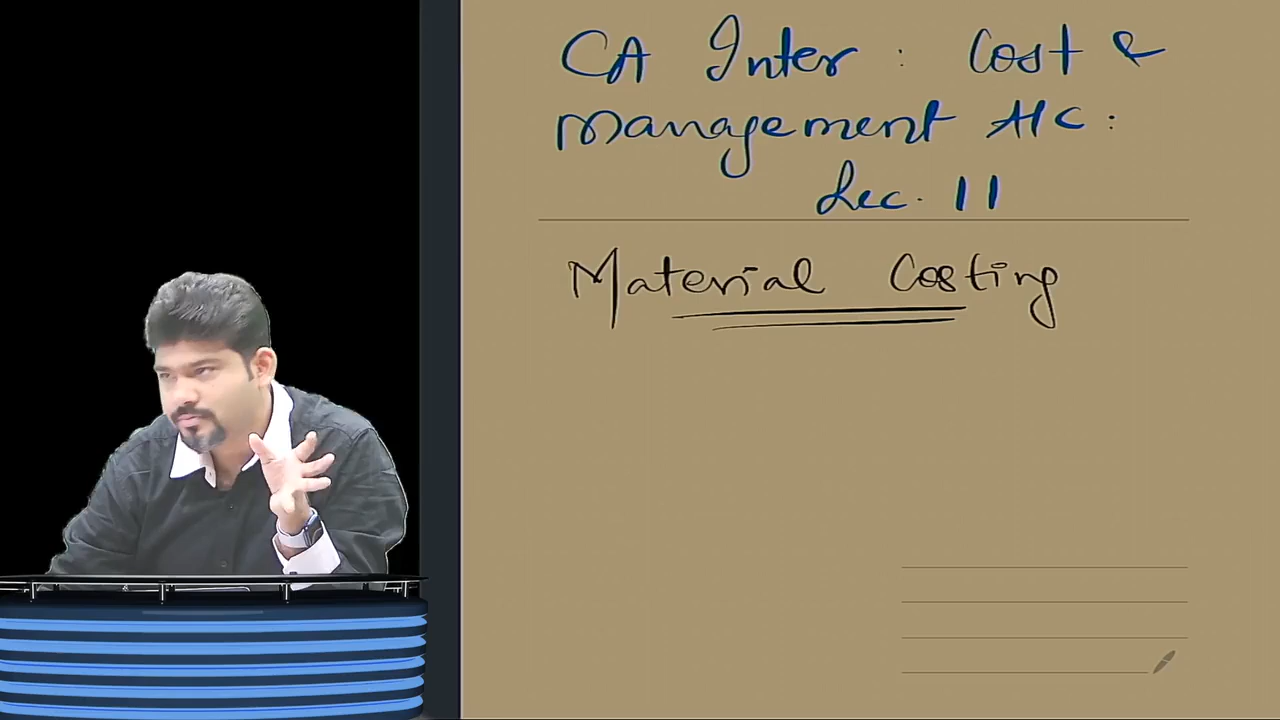 CA Inter : Cost &
Management A/c :
Lec. 11
Material Costing